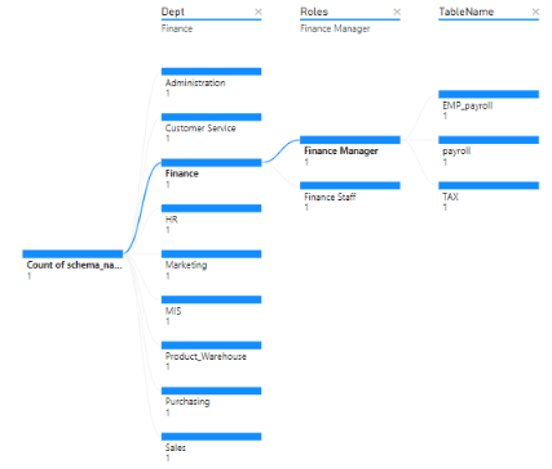 Dept ×
Finance
Roles ×
Finance Manager
TableName ×
Administration
1
Customer Service
1
Finance
1
HR
1
Count of schema_na...
1
Marketing
1
MIS
1
Product_Warehouse
1
Purchasing
1
Sales
1
Finance Manager
1
Finance Staff
1
EMP_payroll
1
payroll
1
TAX
1